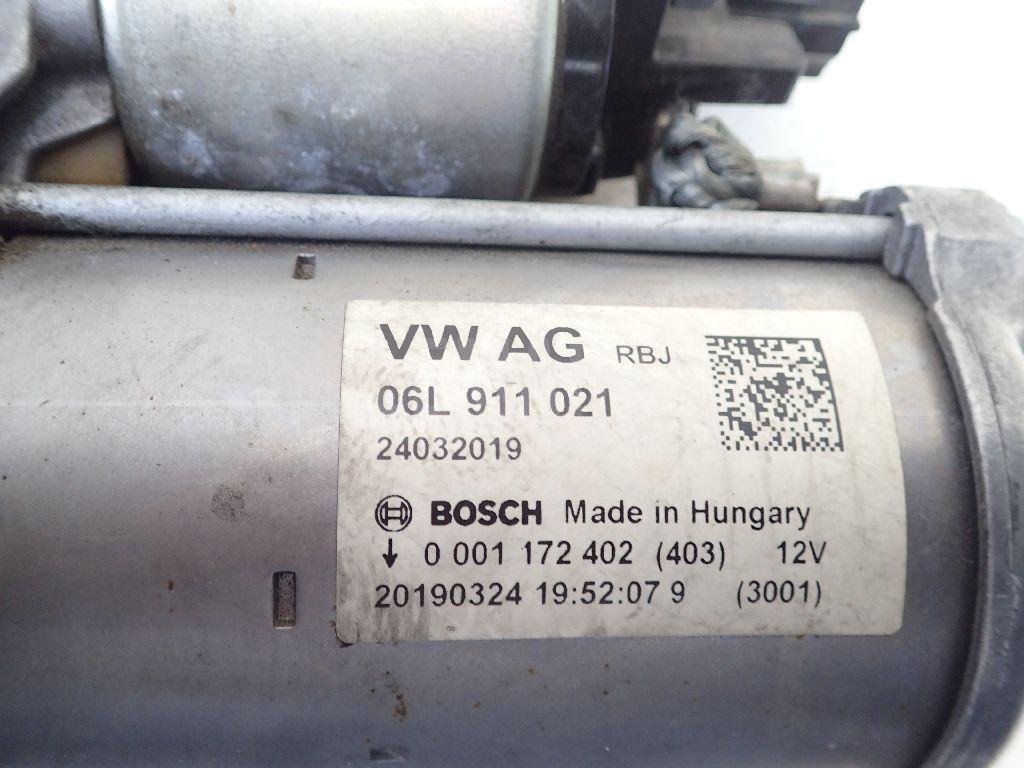 VW AG RBJ
06L 911 021
24032019
BOSCH Made in Hungary
↓ 0 001 172 402 (403) 12V
20190324 19:52:07 9 (3001)